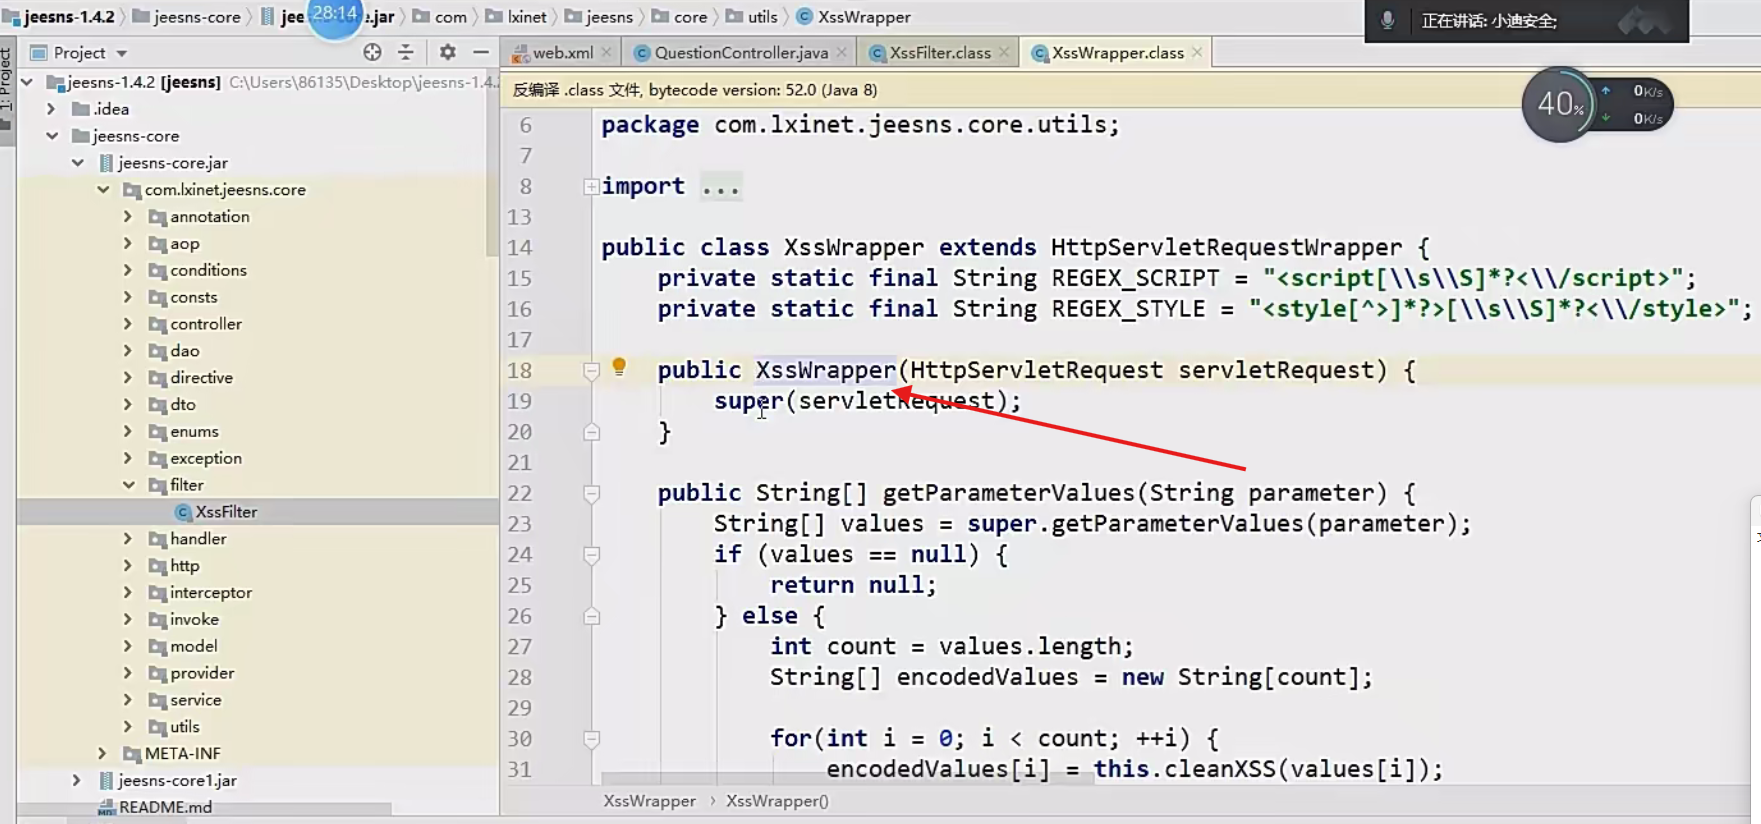 jeesns-1.4.2 jeesns-core .jar com lxinet jeesns core utils XssWrapper
28:14
正在讲话: 小迪安全;
Project
web.xml QuestionController.java XssFilter.class XssWrapper.class
1: Project
反编译 .class 文件, bytecode version: 52.0 (Java 8)
40%
0K/s
0K/s
jeesns-1.4.2 [jeesns] C:\Users\86135\Desktop\jeesns-1.4.
.idea
jeesns-core
jeesns-core.jar
com.lxinet.jeesns.core
annotation
aop
conditions
consts
controller
dao
directive
dto
enums
exception
filter
XssFilter
handler
http
interceptor
invoke
model
provider
service
utils
META-INF
jeesns-core1.jar
README.md
6 package com.lxinet.jeesns.core.utils;
7
8 import ...
13
14 public class XssWrapper extends HttpServletRequestWrapper {
15 private static final String REGEX_SCRIPT = "<script[\\s\\S]*?<\\/script>";
16 private static final String REGEX_STYLE = "<style[^>]*?>[\\s\\S]*?<\\/style>";
17
18 public XssWrapper(HttpServletRequest servletRequest) {
19 super(servletRequest);
20 }
21
22 public String[] getParameterValues(String parameter) {
23 String[] values = super.getParameterValues(parameter);
24 if (values == null) {
25 return null;
26 } else {
27 int count = values.length;
28 String[] encodedValues = new String[count];
29
30 for(int i = 0; i < count; ++i) {
31 encodedValues[i] = this.cleanXSS(values[i]);
XssWrapper XssWrapper()